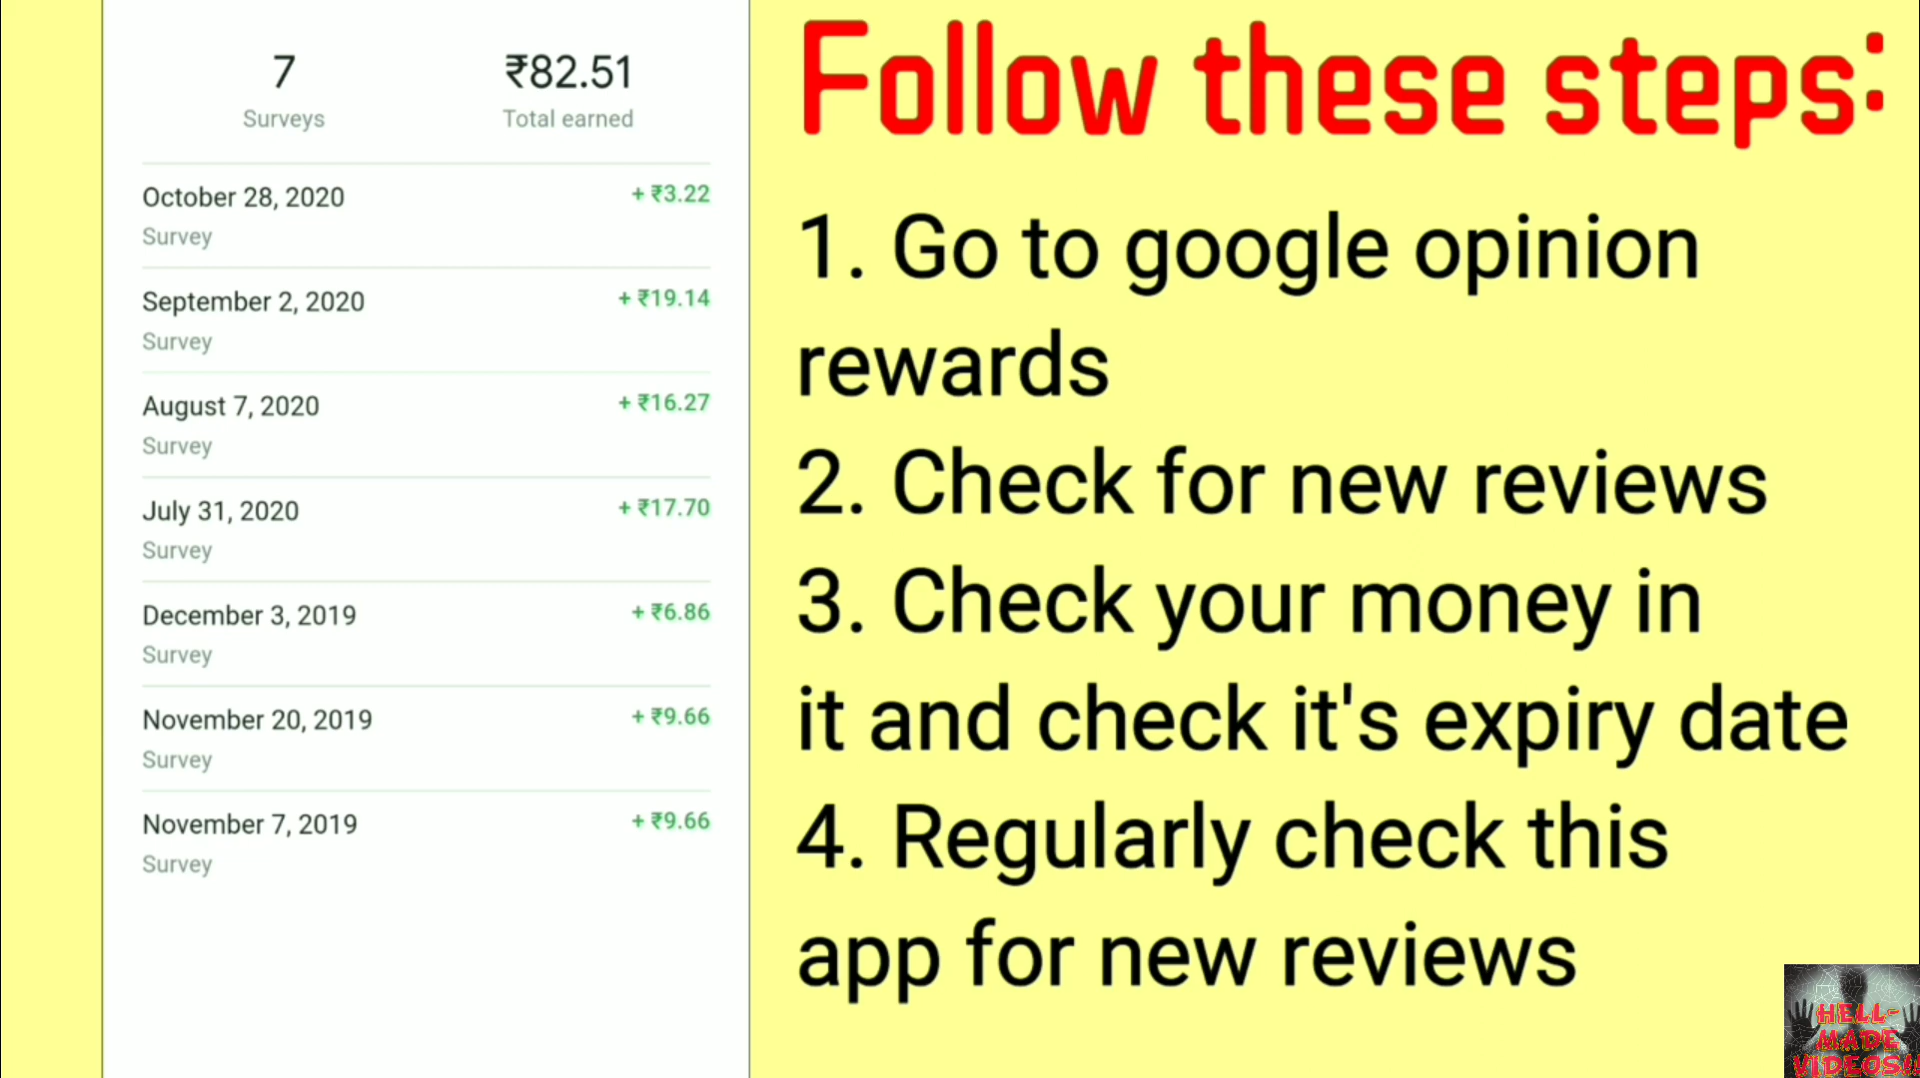 7
₹82.51
Surveys
Total earned
October 28, 2020
+ ₹3.22
Survey
September 2, 2020
+ ₹19.14
Survey
August 7, 2020
+ ₹16.27
Survey
July 31, 2020
+ ₹17.70
Survey
December 3, 2019
+ ₹6.86
Survey
November 20, 2019
+ ₹9.66
Survey
November 7, 2019
+ ₹9.66
Survey
Follow these steps:
1. Go to google opinion
rewards
2. Check for new reviews
3. Check your money in
it and check it's expiry date
4. Regularly check this
app for new reviews
HELL-
MADE
VIDEOS!!